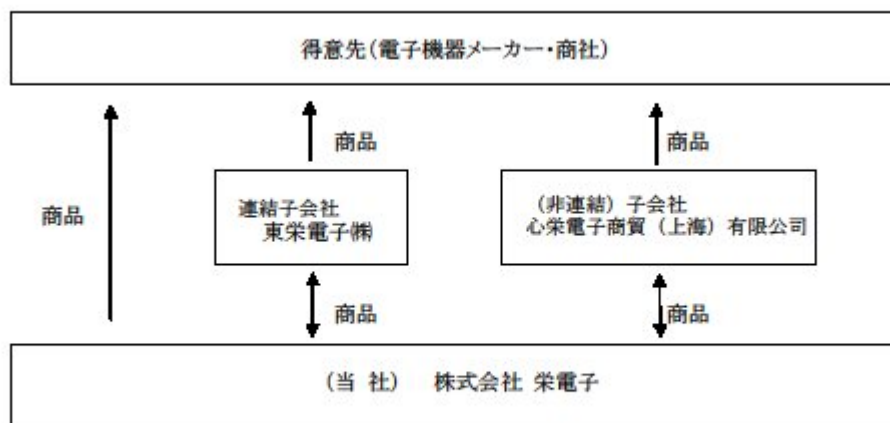 得意先(電子機器メーカー・商社)
商品
商品
商品
連結子会社
東栄電子㈱
(非連結)子会社
心栄電子商貿(上海)有限公司
商品
商品
(当 社) 株式会社 栄電子